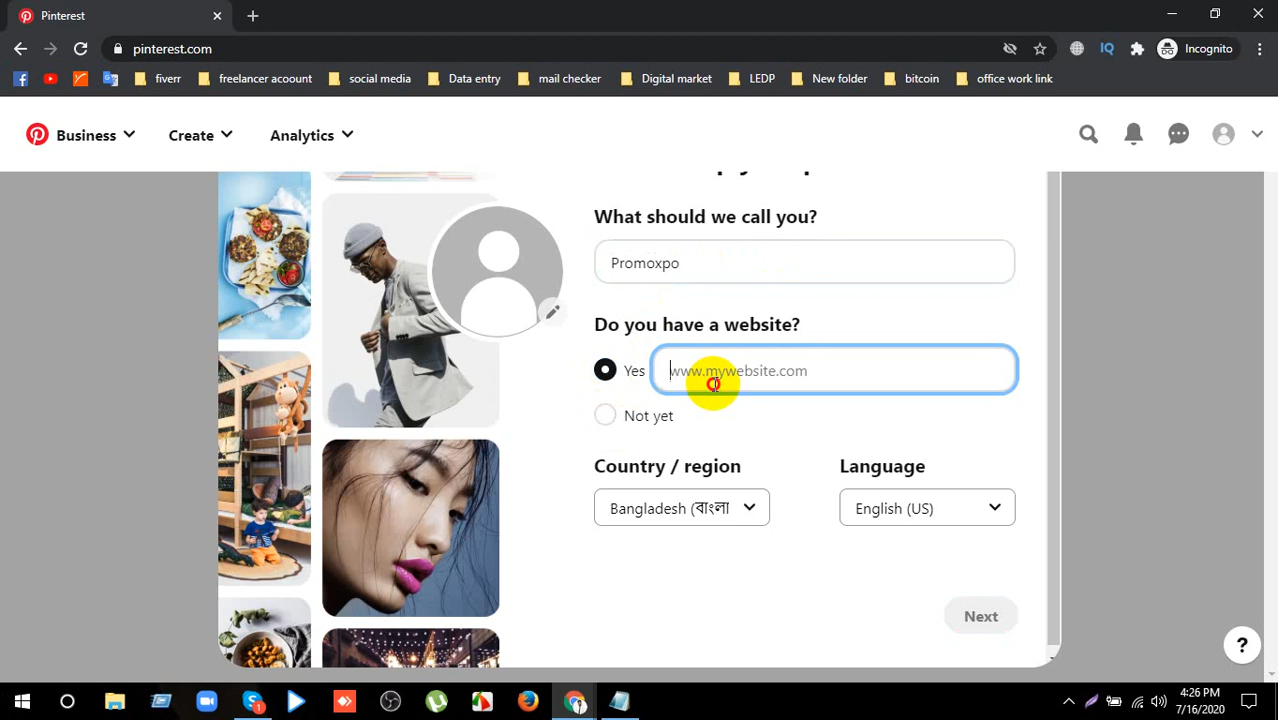 Pinterest
pinterest.com
Incognito
fiverr
freelancer acoount
social media
Data entry
mail checker
Digital market
LEDP
New folder
bitcoin
office work link
Business
Create
Analytics
What should we call you?
Promoxpo
Do you have a website?
Yes
www.mywebsite.com
Not yet
Country / region
Language
Bangladesh (বাংলা
English (US)
Next
?
4:26 PM
7/16/2020